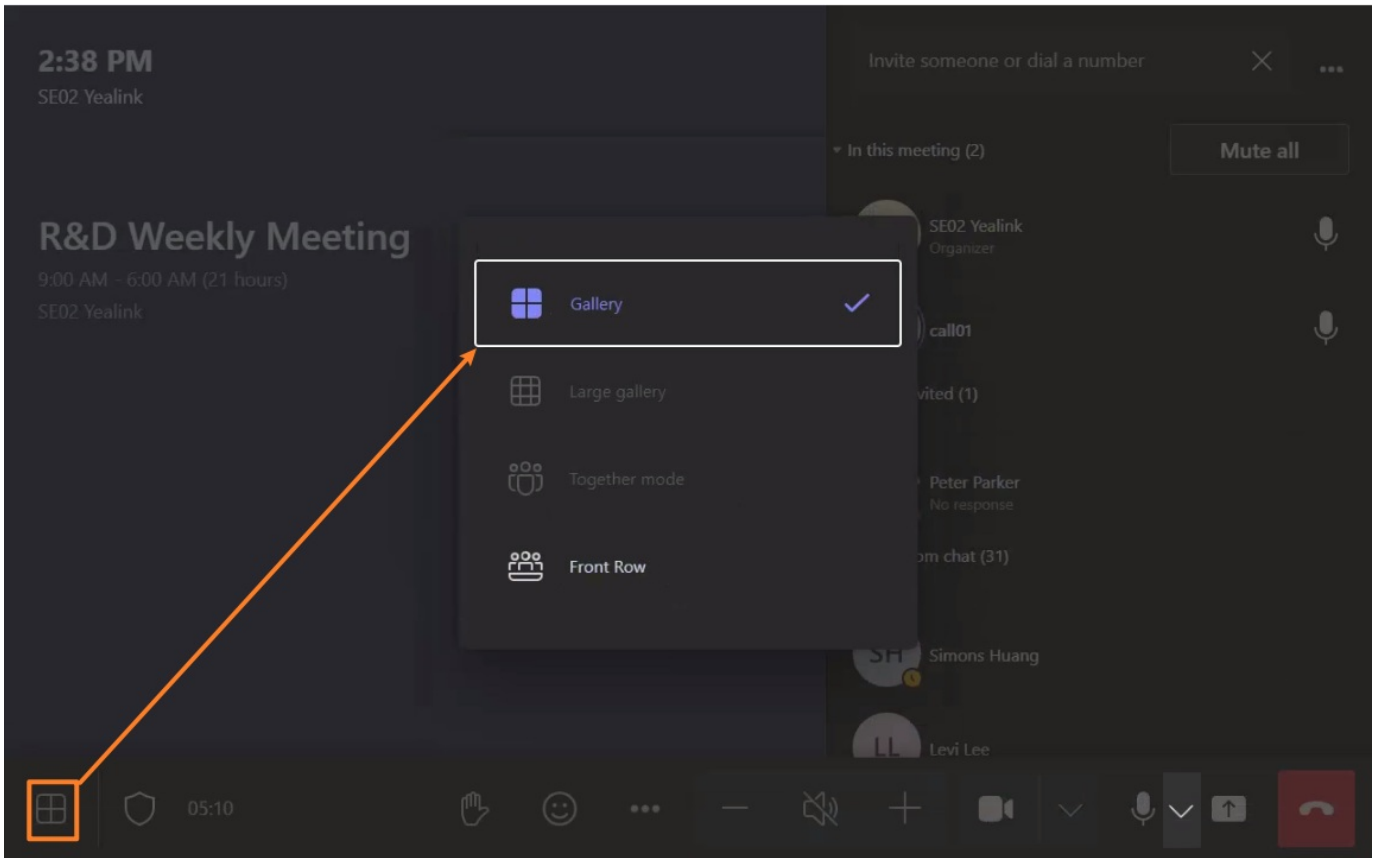 2:38 PM
SE02 Yealink
Invite someone or dial a number
In this meeting (2)
Mute all
R&D Weekly Meeting
9:00 AM - 6:00 AM (21 hours)
SE02 Yealink
SE02 Yealink
Organizer
Gallery
call01
Large gallery
vited (1)
Together mode
Peter Parker
No response
Front Row
om chat (31)
SH
Simons Huang
LL
Levi Lee
05:10